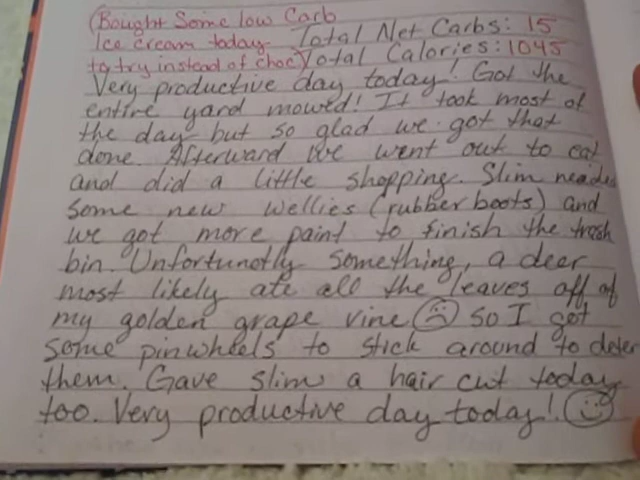 (Bought Some low Carb
Ice cream today Total Net Carbs: 15
to try instead of choc) Total Calories: 1045
Very productive day today! Got the
entire yard mowed! It took most of
the day but so glad we got that
done. Afterward we went out to eat
and did a little shopping. Slim needed
some new wellies (rubber boots) and
we got more paint to finish the trash
bin. Unfortunatly something, a deer
most likely ate all the leaves off of
my golden grape vine ☹ so I got
some pinwheels to stick around to deter
them. Gave slim a hair cut today
too. Very productive day today! ☺